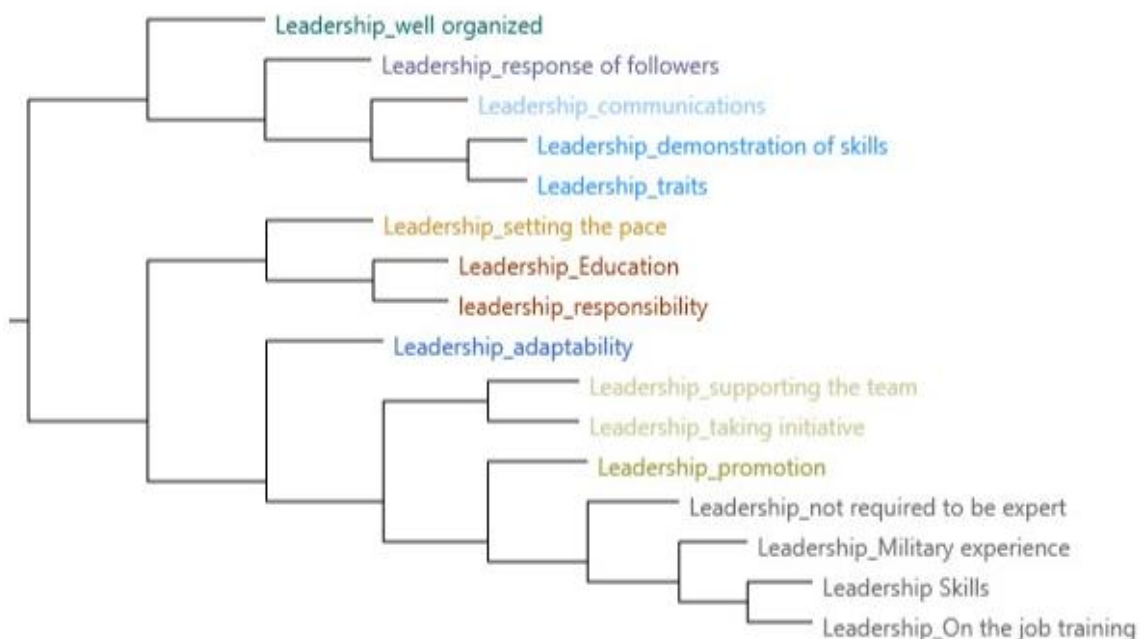 Leadership_well organized
Leadership_response of followers
Leadership_communications
Leadership_demonstration of skills
Leadership_traits
Leadership_setting the pace
Leadership_Education
leadership_responsibility
Leadership_adaptability
Leadership_supporting the team
Leadership_taking initiative
Leadership_promotion
Leadership_not required to be expert
Leadership_Military experience
Leadership Skills
Leadership_On the job training